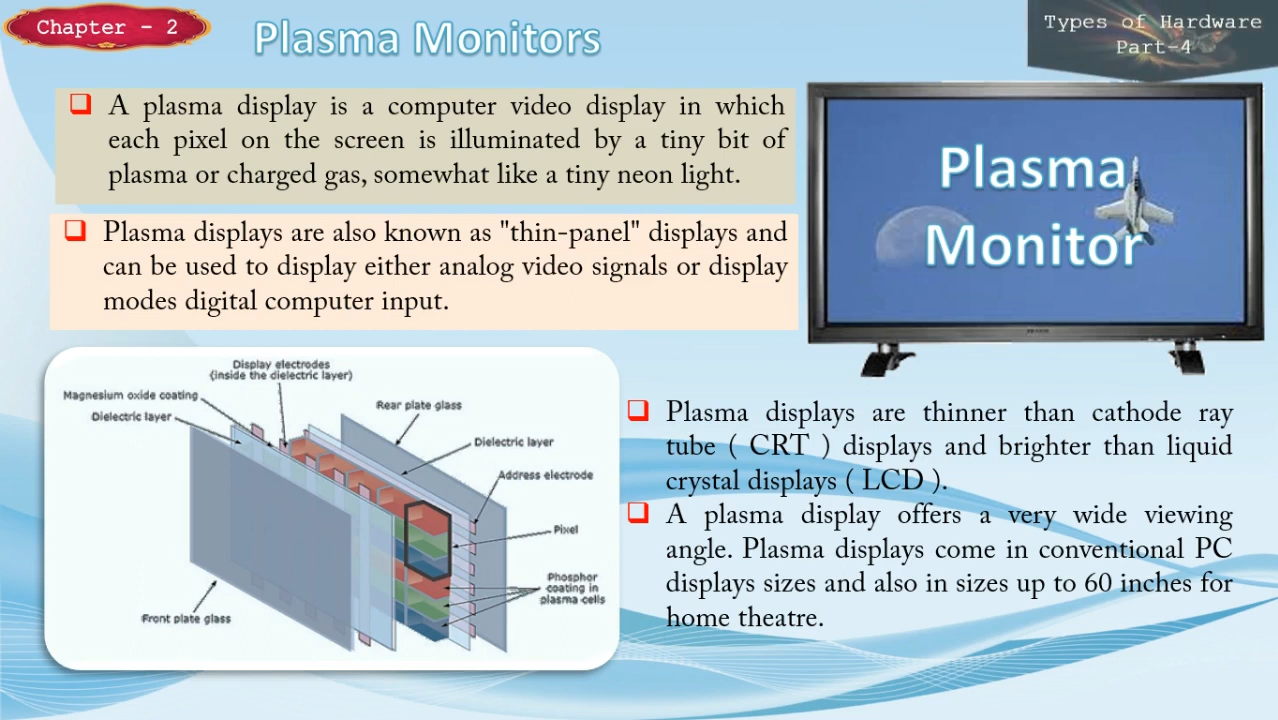 Chapter - 2
Plasma Monitors
Types of Hardware
Part-4
A plasma display is a computer video display in which
each pixel on the screen is illuminated by a tiny bit of
plasma or charged gas, somewhat like a tiny neon light.
Plasma displays are also known as "thin-panel" displays and
can be used to display either analog video signals or display
modes digital computer input.
Plasma
Monitor
Display electrodes
(inside the dielectric layer)
Magnesium oxide coating
Dielectric layer
Rear plate glass
Dielectric layer
Address electrode
Pixel
Phosphor
coating in
plasma cells
Front plate glass
Plasma displays are thinner than cathode ray
tube ( CRT ) displays and brighter than liquid
crystal displays ( LCD ).
A plasma display offers a very wide viewing
angle. Plasma displays come in conventional PC
displays sizes and also in sizes up to 60 inches for
home theatre.